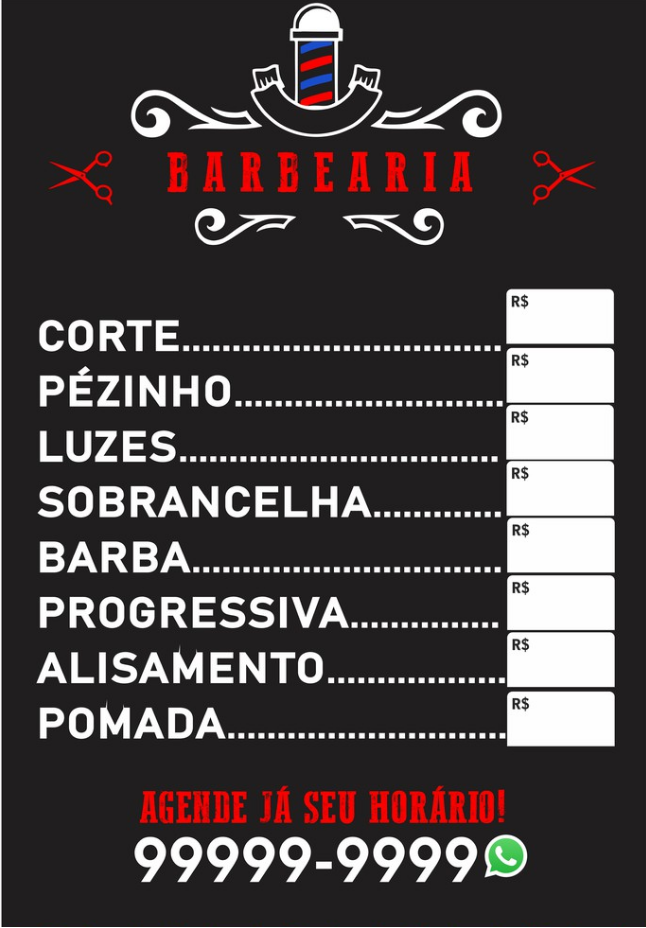 BARBEARIA
CORTE............................... R$
PÉZINHO.......................... R$
LUZES............................... R$
SOBRANCELHA............. R$
BARBA.............................. R$
PROGRESSIVA............... R$
ALISAMENTO.................. R$
POMADA............................ R$
AGENDE JÁ SEU HORÁRIO!
99999-9999